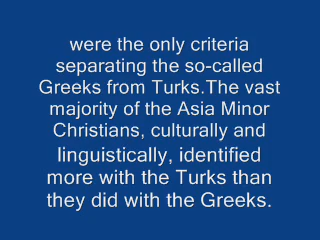 were the only criteria
separating the so-called
Greeks from Turks.The vast
majority of the Asia Minor
Christians, culturally and
linguistically, identified
more with the Turks than
they did with the Greeks.